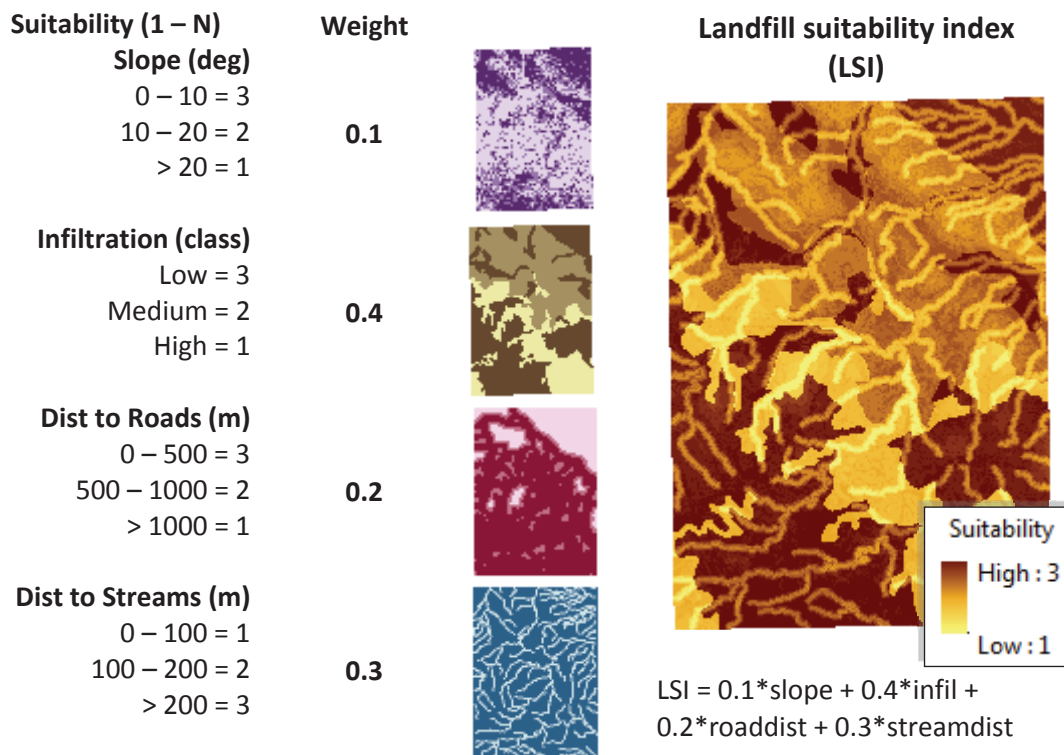 Suitability (1 – N)
Weight
Slope (deg)
0 – 10 = 3
10 – 20 = 2
> 20 = 1
0.1
Infiltration (class)
Low = 3
Medium = 2
High = 1
0.4
Dist to Roads (m)
0 – 500 = 3
500 – 1000 = 2
> 1000 = 1
0.2
Dist to Streams (m)
0 – 100 = 1
100 – 200 = 2
> 200 = 3
0.3
Landfill suitability index
(LSI)
Suitability
High : 3
Low : 1
LSI = 0.1*slope + 0.4*infil +
0.2*roaddist + 0.3*streamdist